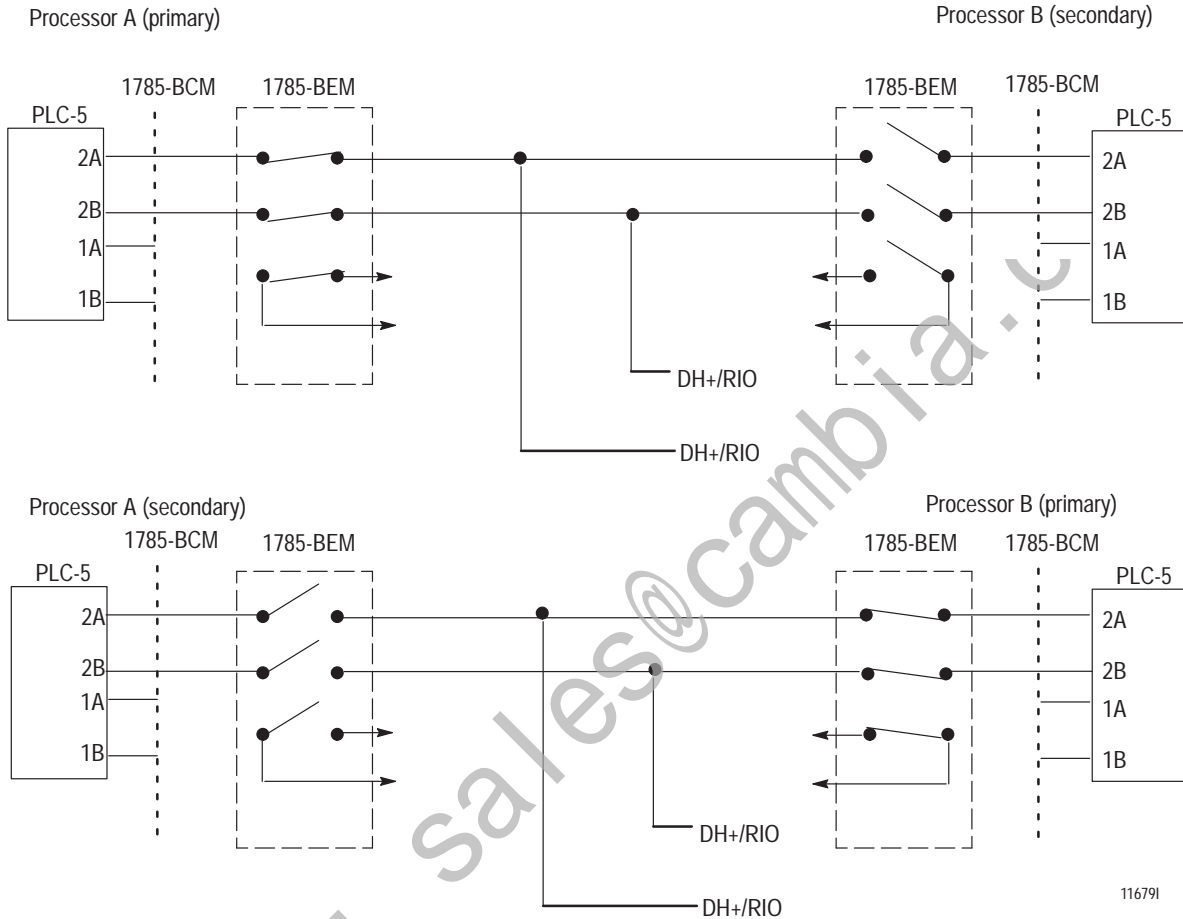 Processor A (primary)
Processor B (secondary)
1785-BCM
1785-BEM
1785-BEM
1785-BCM
PLC-5
PLC-5
2A
2A
2B
2B
1A
1A
1B
1B
DH+/RIO
DH+/RIO
Processor A (secondary)
Processor B (primary)
1785-BCM
1785-BEM
1785-BEM
1785-BCM
PLC-5
PLC-5
2A
2A
2B
2B
1A
1A
1B
1B
DH+/RIO
DH+/RIO
11679I
sales@cambia.